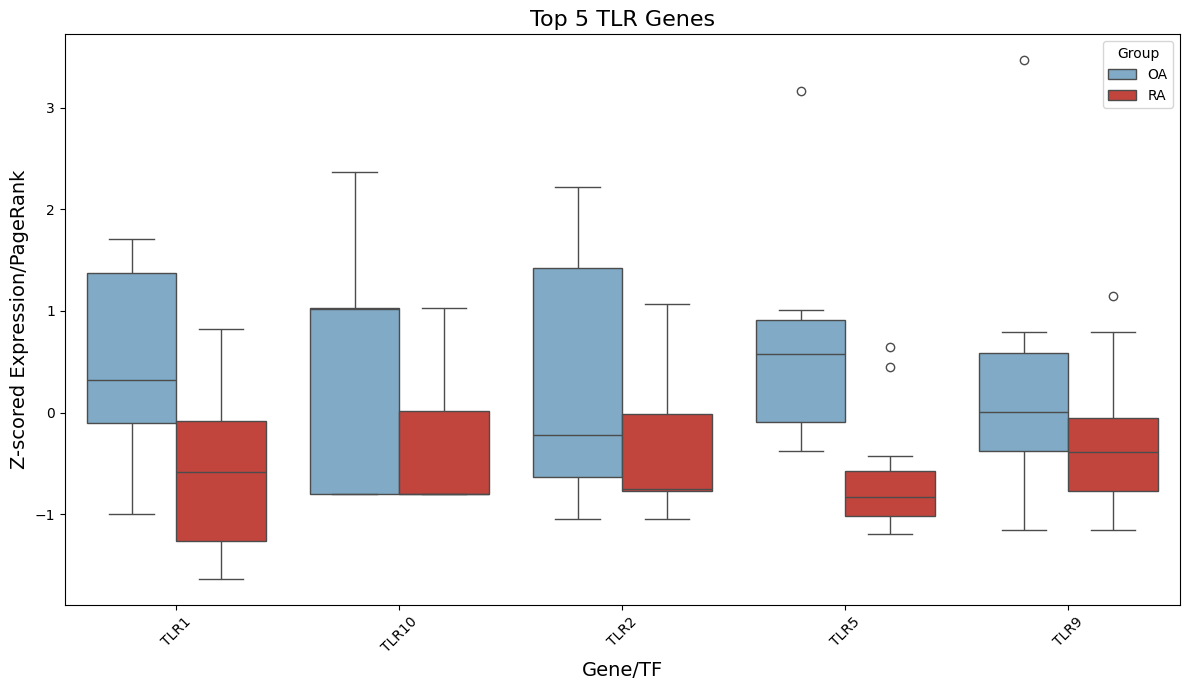 Top 5 TLR Genes
Group
OA
RA
Z-scored Expression/PageRank
3
2
1
0
−1
TLR1
TLR10
TLR2
TLR5
TLR9
Gene/TF